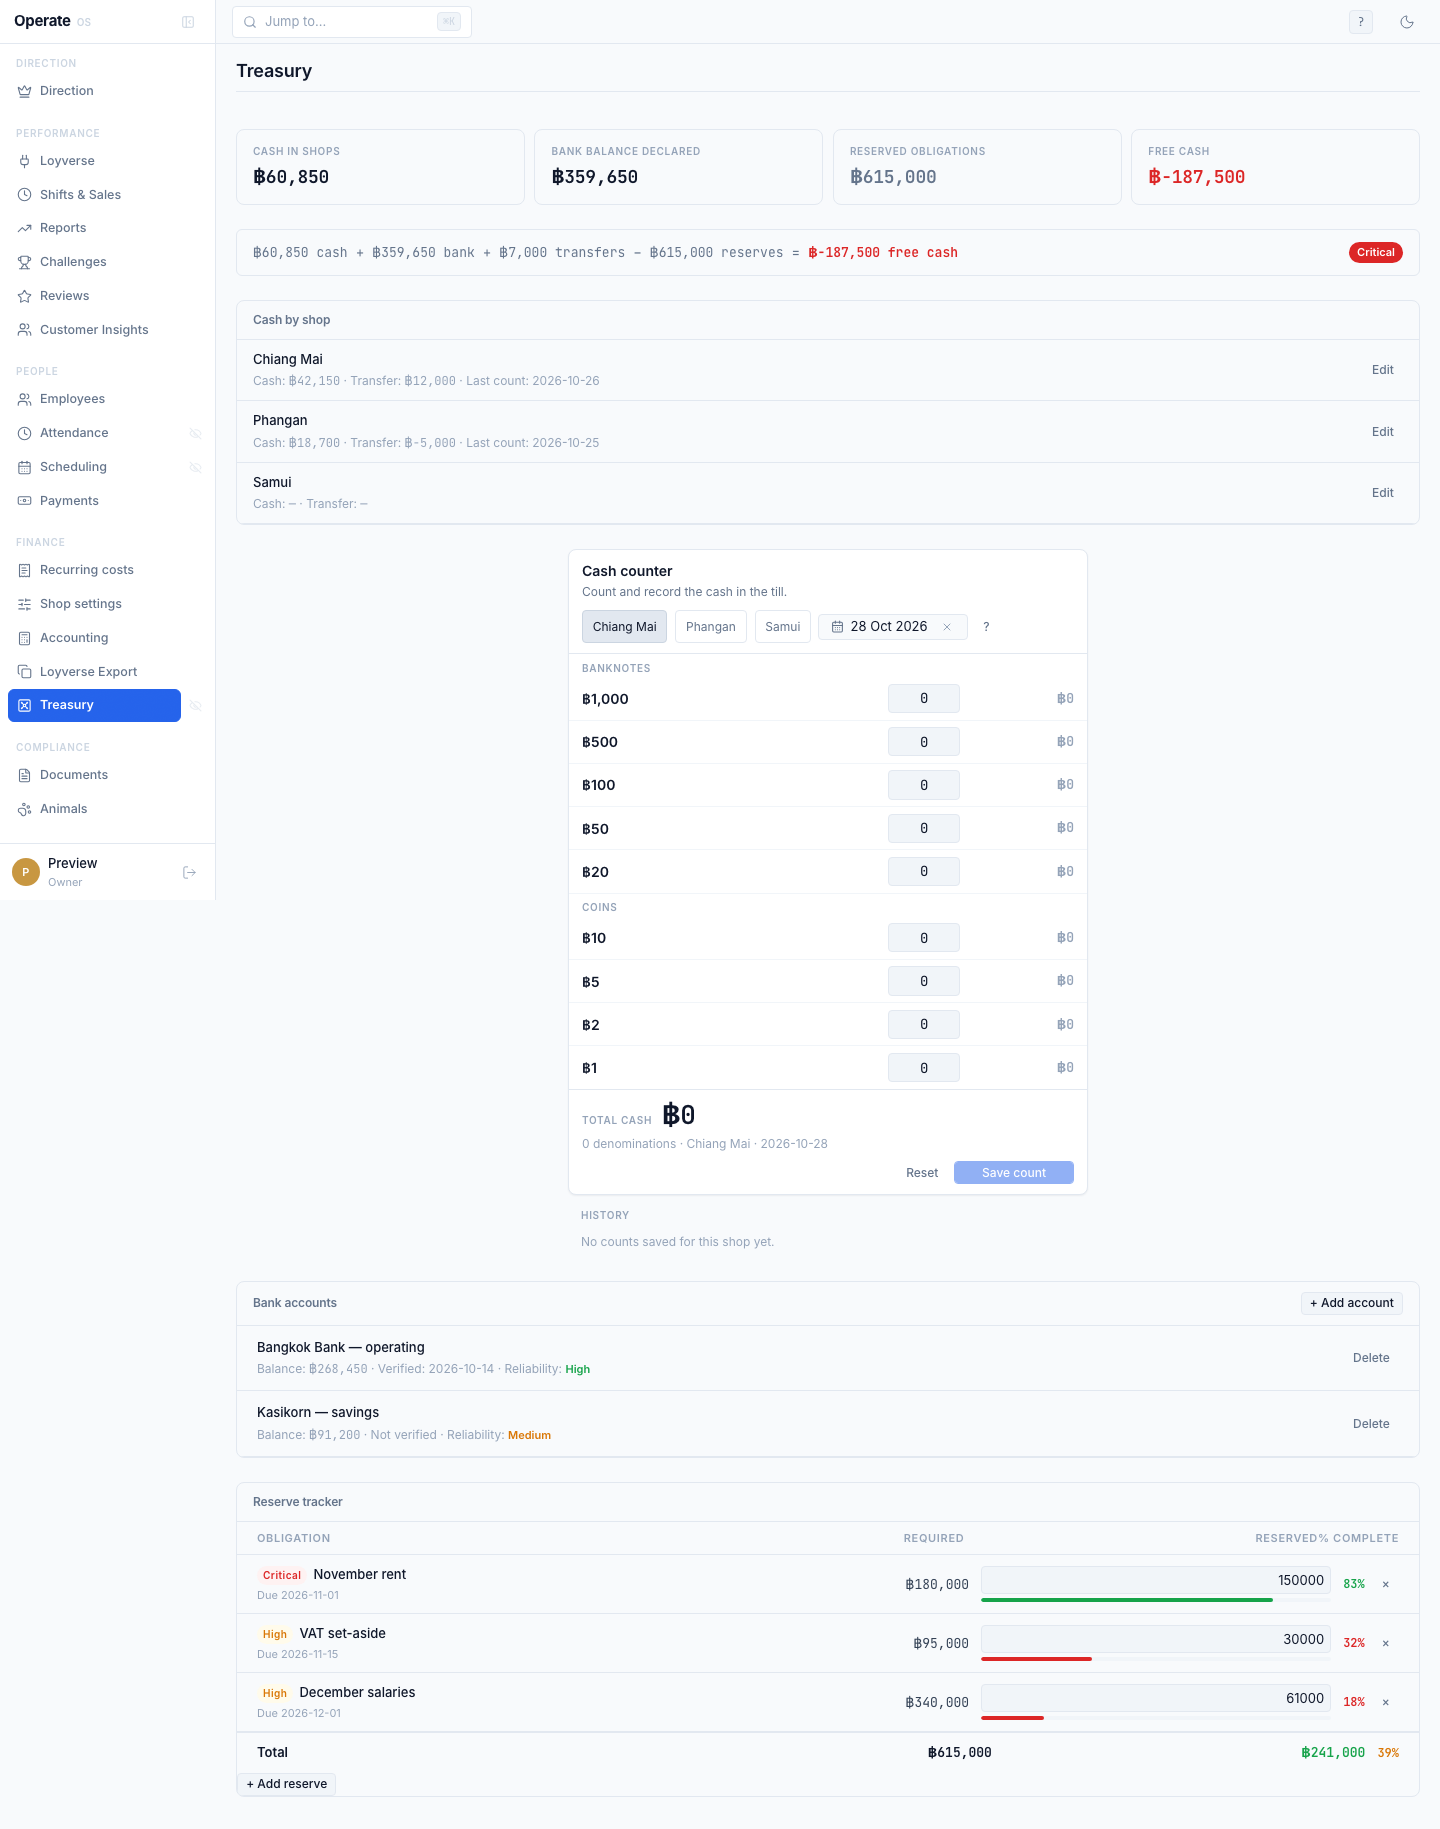 Operate OS
Jump to...
⌘K
?
DIRECTION
Direction
PERFORMANCE
Loyverse
Shifts & Sales
Reports
Challenges
Reviews
Customer Insights
PEOPLE
Employees
Attendance
Scheduling
Payments
FINANCE
Recurring costs
Shop settings
Accounting
Loyverse Export
Treasury
COMPLIANCE
Documents
Animals
P
Preview
Owner
Treasury
CASH IN SHOPS
฿60,850
BANK BALANCE DECLARED
฿359,650
RESERVED OBLIGATIONS
฿615,000
FREE CASH
฿-187,500
฿60,850 cash + ฿359,650 bank + ฿7,000 transfers − ฿615,000 reserves = ฿-187,500 free cash
Critical
Cash by shop
Chiang Mai
Cash: ฿42,150 · Transfer: ฿12,000 · Last count: 2026-10-26
Edit
Phangan
Cash: ฿18,700 · Transfer: ฿-5,000 · Last count: 2026-10-25
Edit
Samui
Cash: — · Transfer: —
Edit
Cash counter
Count and record the cash in the till.
Chiang Mai Phangan Samui 28 Oct 2026 × ?
BANKNOTES
฿1,000 0 ฿0
฿500 0 ฿0
฿100 0 ฿0
฿50 0 ฿0
฿20 0 ฿0
COINS
฿10 0 ฿0
฿5 0 ฿0
฿2 0 ฿0
฿1 0 ฿0
TOTAL CASH ฿0
0 denominations · Chiang Mai · 2026-10-28
Reset Save count
HISTORY
No counts saved for this shop yet.
Bank accounts
+ Add account
Bangkok Bank — operating
Balance: ฿268,450 · Verified: 2026-10-14 · Reliability: High
Delete
Kasikorn — savings
Balance: ฿91,200 · Not verified · Reliability: Medium
Delete
Reserve tracker
OBLIGATION REQUIRED RESERVED % COMPLETE
Critical November rent
Due 2026-11-01
฿180,000 150000 83% ×
High VAT set-aside
Due 2026-11-15
฿95,000 30000 32% ×
High December salaries
Due 2026-12-01
฿340,000 61000 18% ×
Total ฿615,000 ฿241,000 39%
+ Add reserve